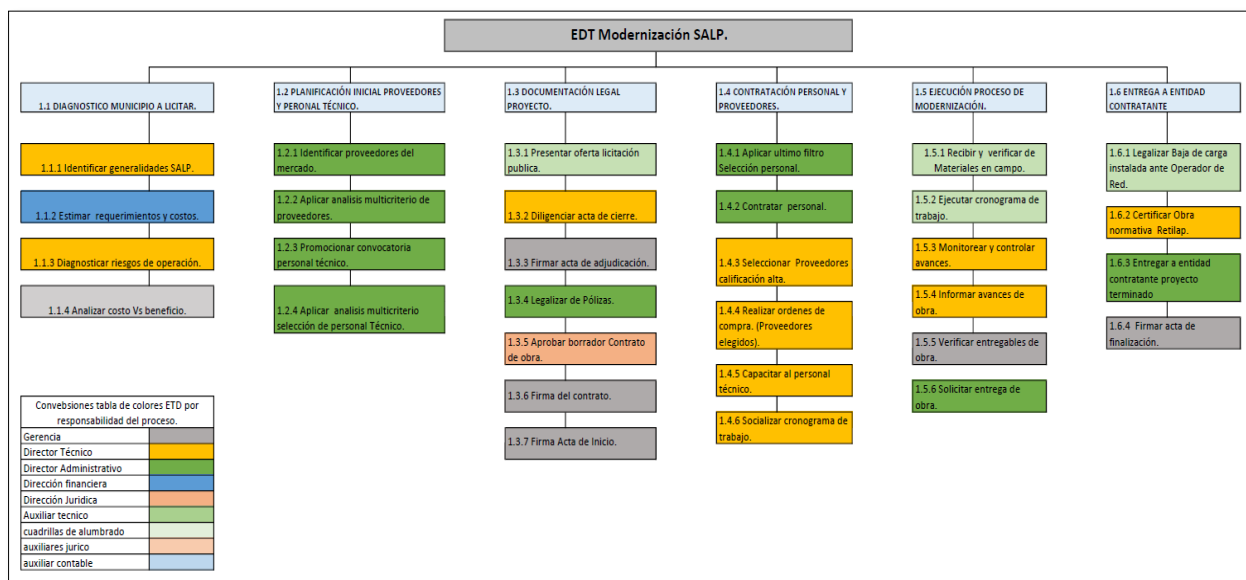 EDT Modernización SALP.
1.1 DIAGNOSTICO MUNICIPIO A LICITAR.
1.1.1 Identificar generalidades SALP.
1.1.2 Estimar requerimientos y costos.
1.1.3 Diagnosticar riesgos de operación.
1.1.4 Analizar costo Vs beneficio.
1.2 PLANIFICACIÓN INICIAL PROVEEDORES
Y PERONAL TÉCNICO.
1.2.1 Identificar proveedores del
mercado.
1.2.2 Aplicar analisis multicriterio de
proveedores.
1.2.3 Promocionar convocatoria
personal técnico.
1.2.4 Aplicar analisis multicriterio
selección de personal Técnico.
1.3 DOCUMENTACIÓN LEGAL
PROYECTO.
1.3.1 Presentar oferta licitación
publica.
1.3.2 Diligenciar acta de cierre.
1.3.3 Firmar acta de adjudicación.
1.3.4 Legalizar de Pólizas.
1.3.5 Aprobar borrador Contrato
de obra.
1.3.6 Firma del contrato.
1.3.7 Firma Acta de Inicio.
1.4 CONTRATACIÓN PERSONAL Y
PROVEEDORES.
1.4.1 Aplicar ultimo filtro
Selección personal.
1.4.2 Contratar personal.
1.4.3 Seleccionar Proveedores
calificación alta.
1.4.4 Realizar ordenes de
compra. (Proveedores
elegidos).
1.4.5 Capacitar al personal
técnico.
1.4.6 Socializar cronograma de
trabajo.
1.5 EJECUCIÓN PROCESO DE
MODERNIZACIÓN.
1.5.1 Recibir y verificar de
Materiales en campo.
1.5.2 Ejecutar cronograma de
trabajo.
1.5.3 Monitorear y controlar
avances.
1.5.4 Informar avances de
obra.
1.5.5 Verificar entregables de
obra.
1.5.6 Solicitar entrega de
obra.
1.6 ENTREGA A ENTIDAD
CONTRATANTE
1.6.1 Legalizar Baja de carga
instalada ante Operador de
Red.
1.6.2 Certificar Obra
normativa Retilap.
1.6.3 Entregar a entidad
contratante proyecto
terminado
1.6.4 Firmar acta de
finalización.
Convebsiones tabla de colores ETD por
responsabilidad del proceso.
Gerencia
Director Técnico
Director Administrativo
Dirección financiera
Dirección Juridica
Auxiliar tecnico
cuadrillas de alumbrado
auxiliares jurico
auxiliar contable